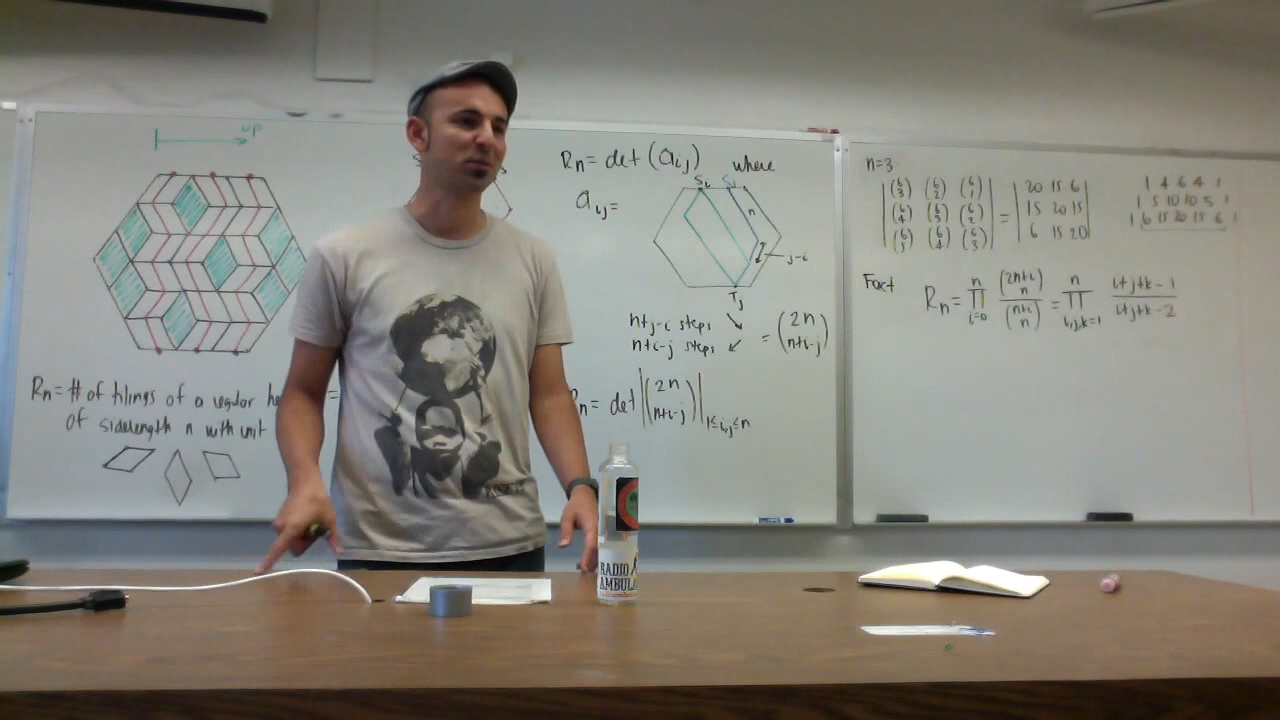 UP
Rn = # of tilings of a regular he
of sidelength n with unit
=
S
Rn = det (aij) where
aij =
Si Sj
n
j-i
Tj
n+j-i steps ↘
n+i-j steps ↙
= (2n n+i-j)
Rn = det |(2n n+i-j)| 1≤i,j≤n
n=3
|(6 3) (6 2) (6 1)| |20 15 6|
|(6 4) (6 3) (6 2)| = |15 20 15|
|(6 5) (6 4) (6 3)| |6 15 20|
1 4 6 4 1
1 5 10 10 5 1
1 6 15 20 15 6 1
Fact Rn = n ∏ i=0 (2n+i n) / (n+i n) = n ∏ i,j,k=1 i+j+k-1 / i+j+k-2
RADIO
AMBUL